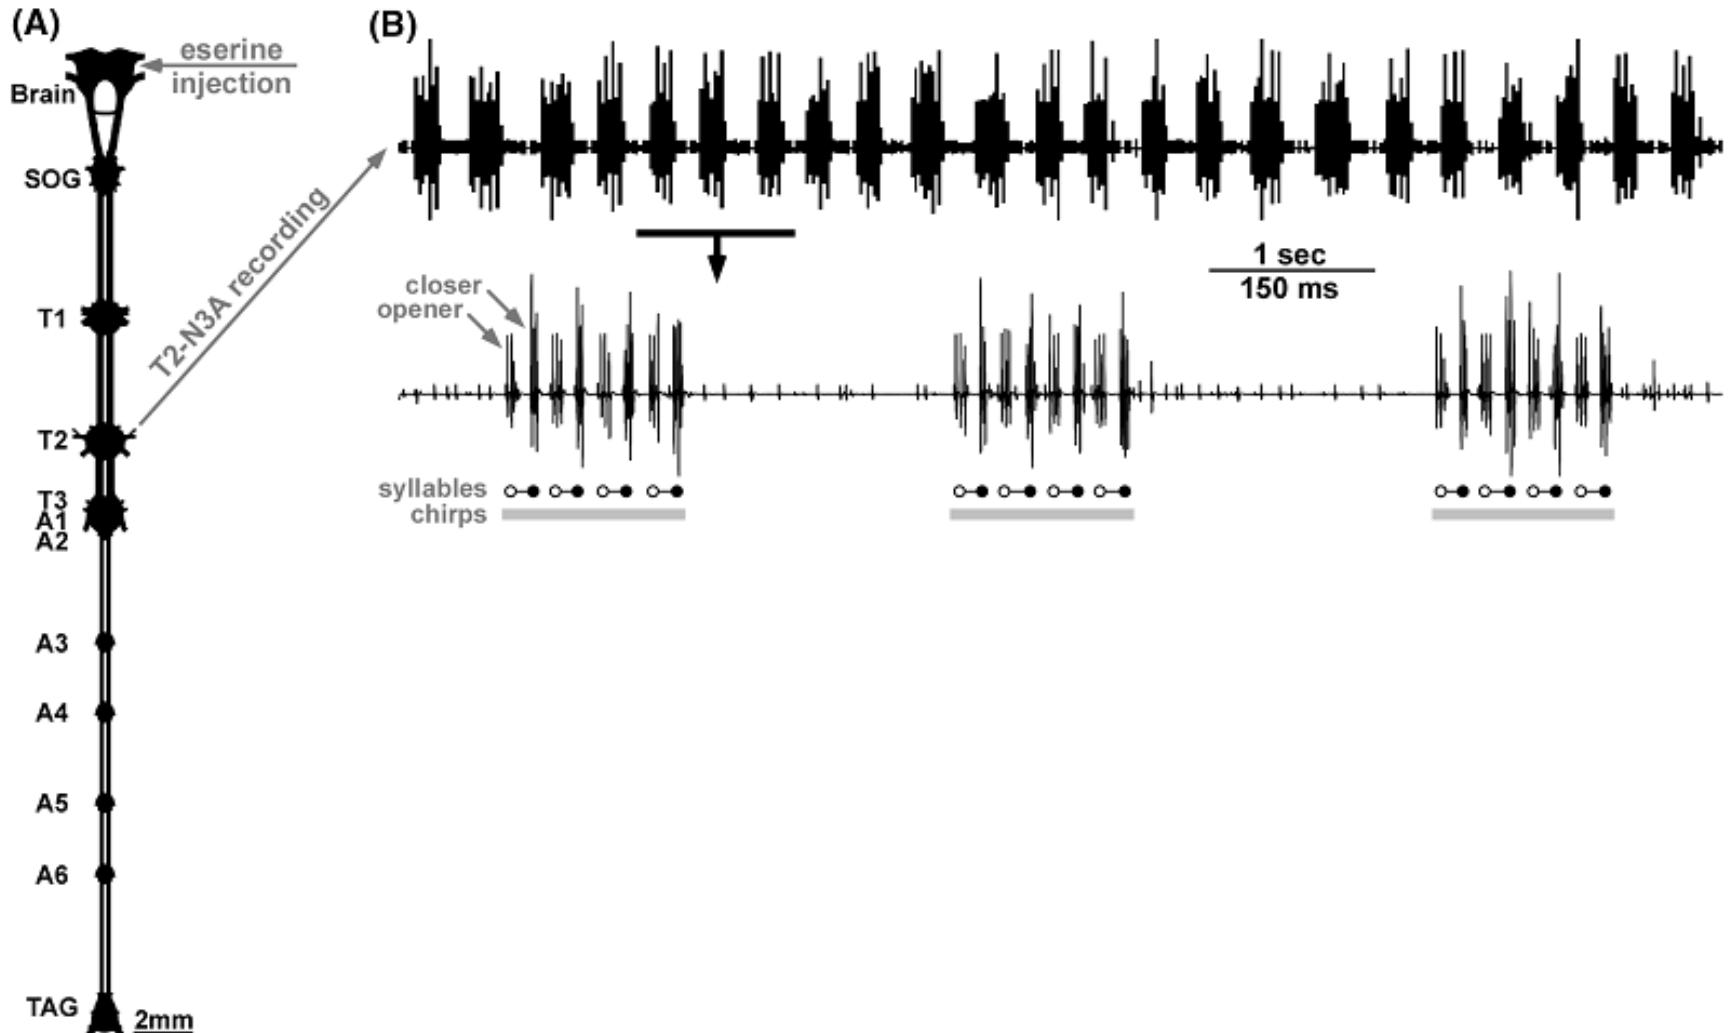 (A)
eserine
injection
Brain
SOG
T1
T2-N3A recording
T2
T3
A1
A2
A3
A4
A5
A6
TAG
2mm
(B)
1 sec
150 ms
closer
opener
syllables
chirps